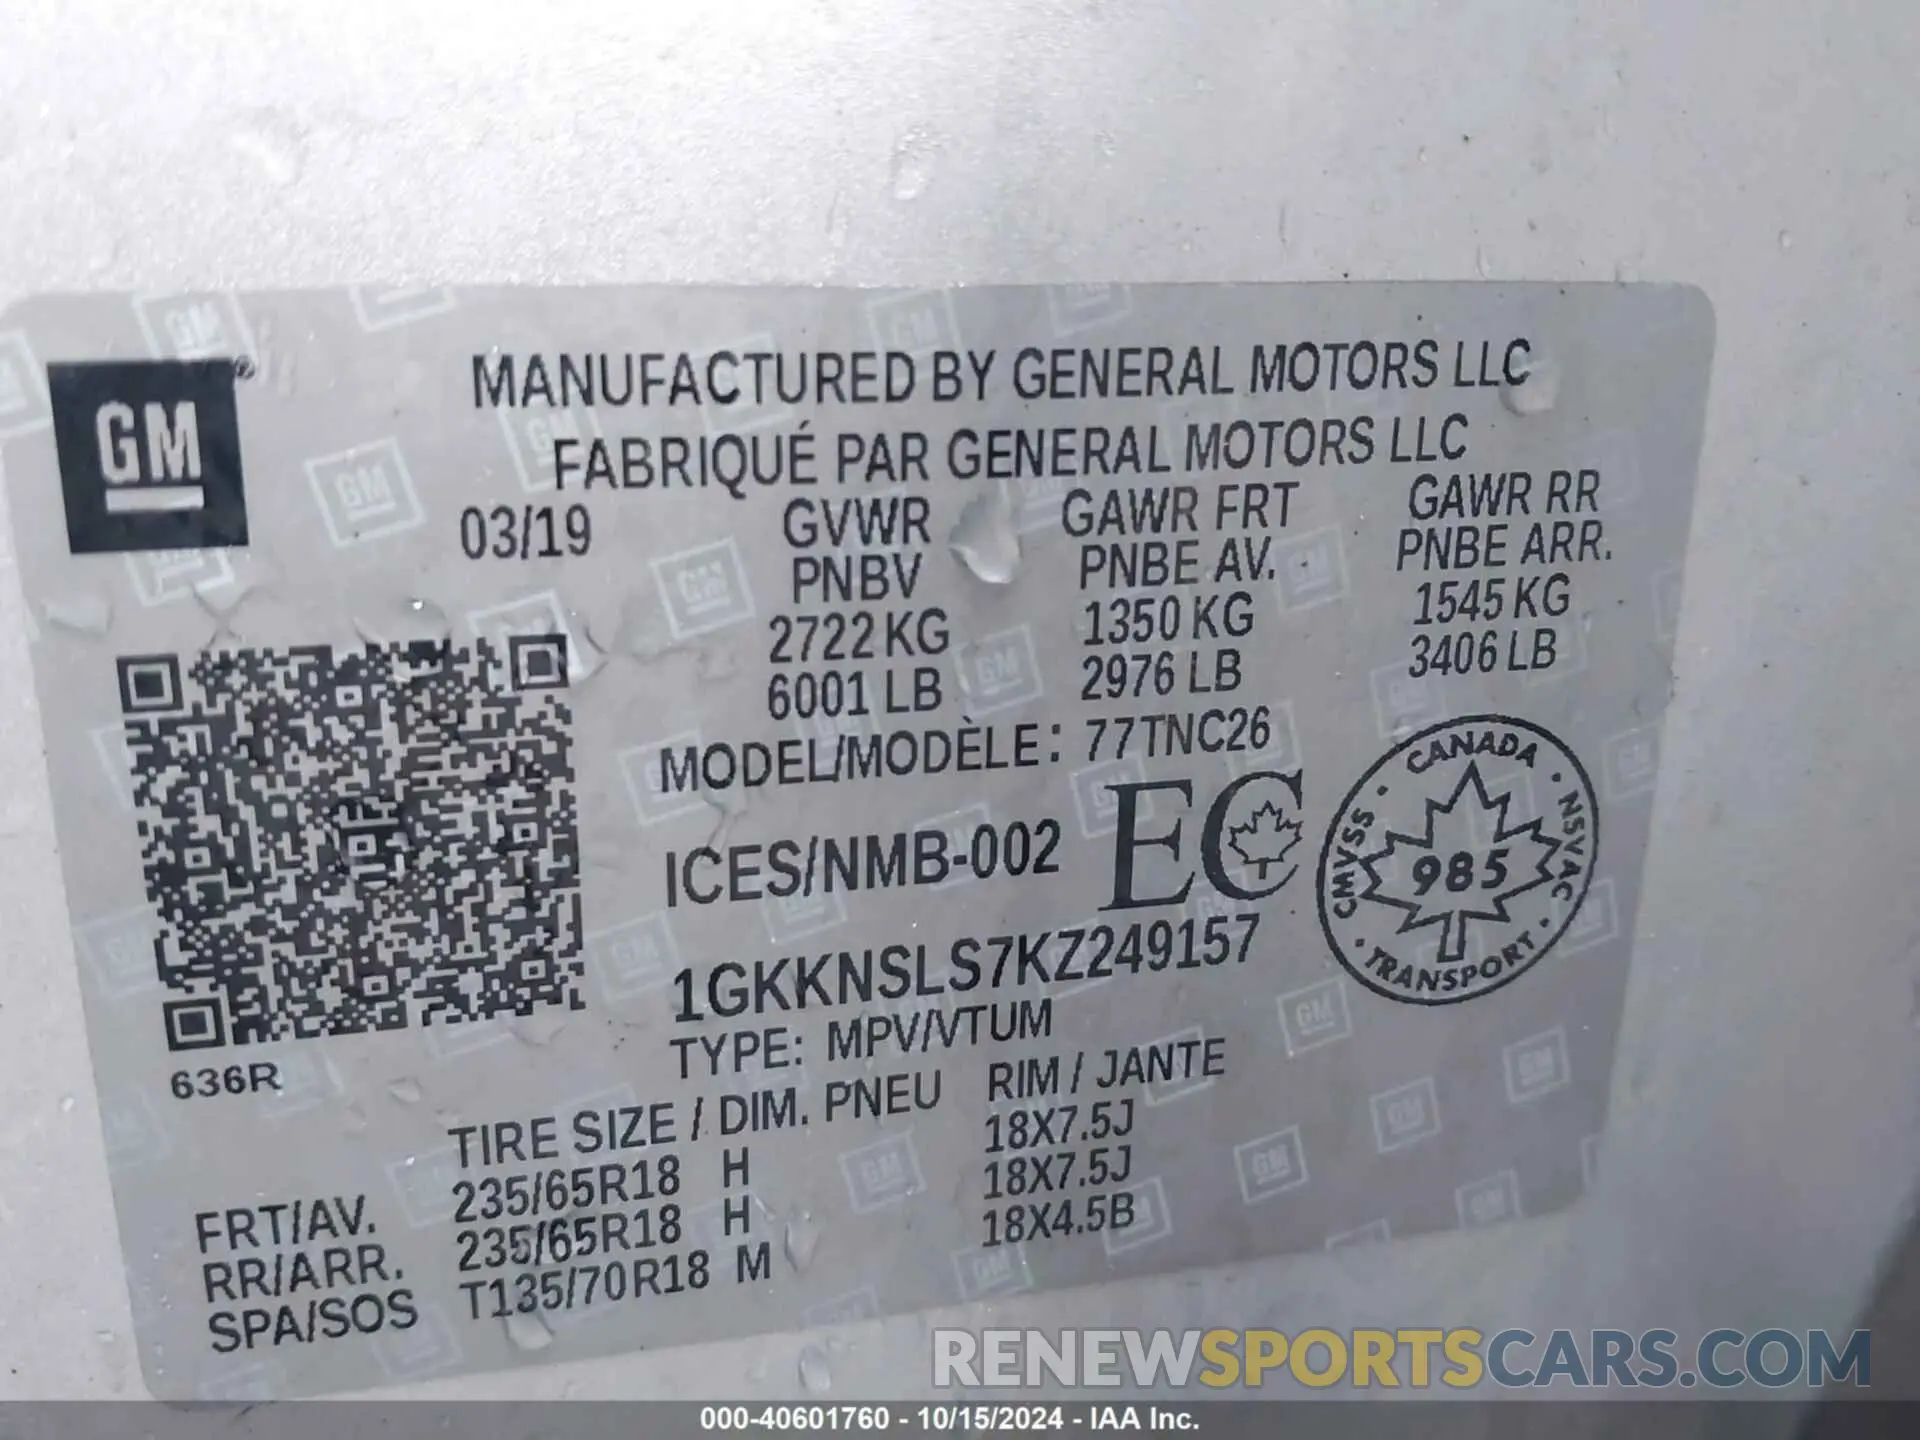 GM®
MANUFACTURED BY GENERAL MOTORS LLC
FABRIQUÉ PAR GENERAL MOTORS LLC
03/19
GVWR GAWR FRT GAWR RR
PNBV PNBE AV. PNBE ARR.
2722 KG 1350 KG 1545 KG
6001 LB 2976 LB 3406 LB
MODEL/MODÈLE: 77TNC26
ICES/NMB-002 EC
CANADA · NSVAC · TRANSPORT · CMVSS ·
985
1GKKNSLS7KZ249157
TYPE: MPV/VTUM
636R
TIRE SIZE / DIM. PNEU RIM / JANTE
FRT/AV. 235/65R18 H 18X7.5J
RR/ARR. 235/65R18 H 18X7.5J
SPA/SOS T135/70R18 M 18X4.5B
RENEWSPORTSCARS.COM
000-40601760 - 10/15/2024 - IAA Inc.